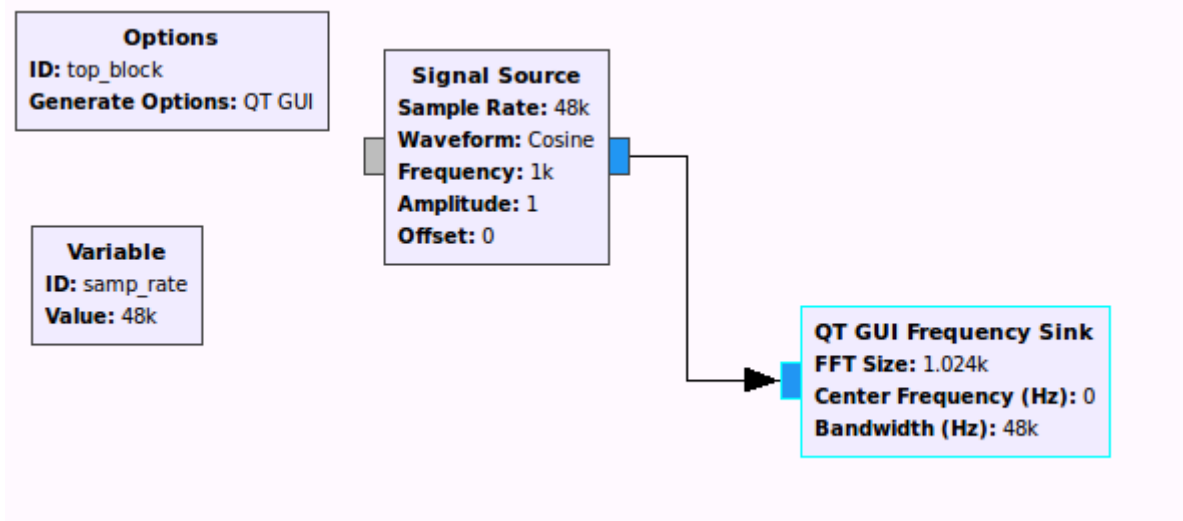 Options
ID: top_block
Generate Options: QT GUI
Signal Source
Sample Rate: 48k
Waveform: Cosine
Frequency: 1k
Amplitude: 1
Offset: 0
Variable
ID: samp_rate
Value: 48k
QT GUI Frequency Sink
FFT Size: 1.024k
Center Frequency (Hz): 0
Bandwidth (Hz): 48k